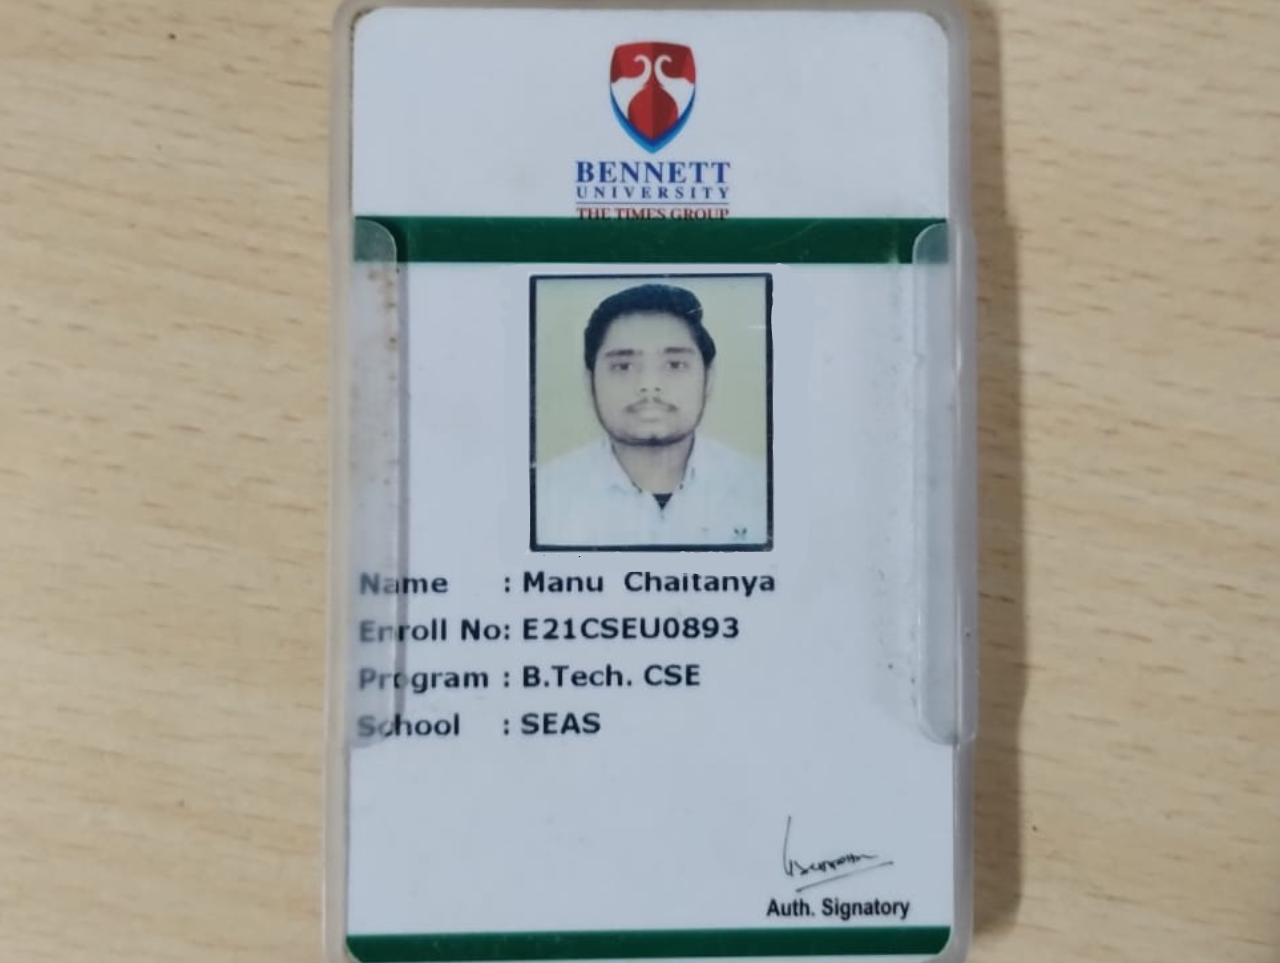 BENNETT
UNIVERSITY
THE TIMES GROUP
Name : Manu Chaitanya
Enroll No: E21CSEU0893
Program : B.Tech. CSE
School : SEAS
Auth. Signatory